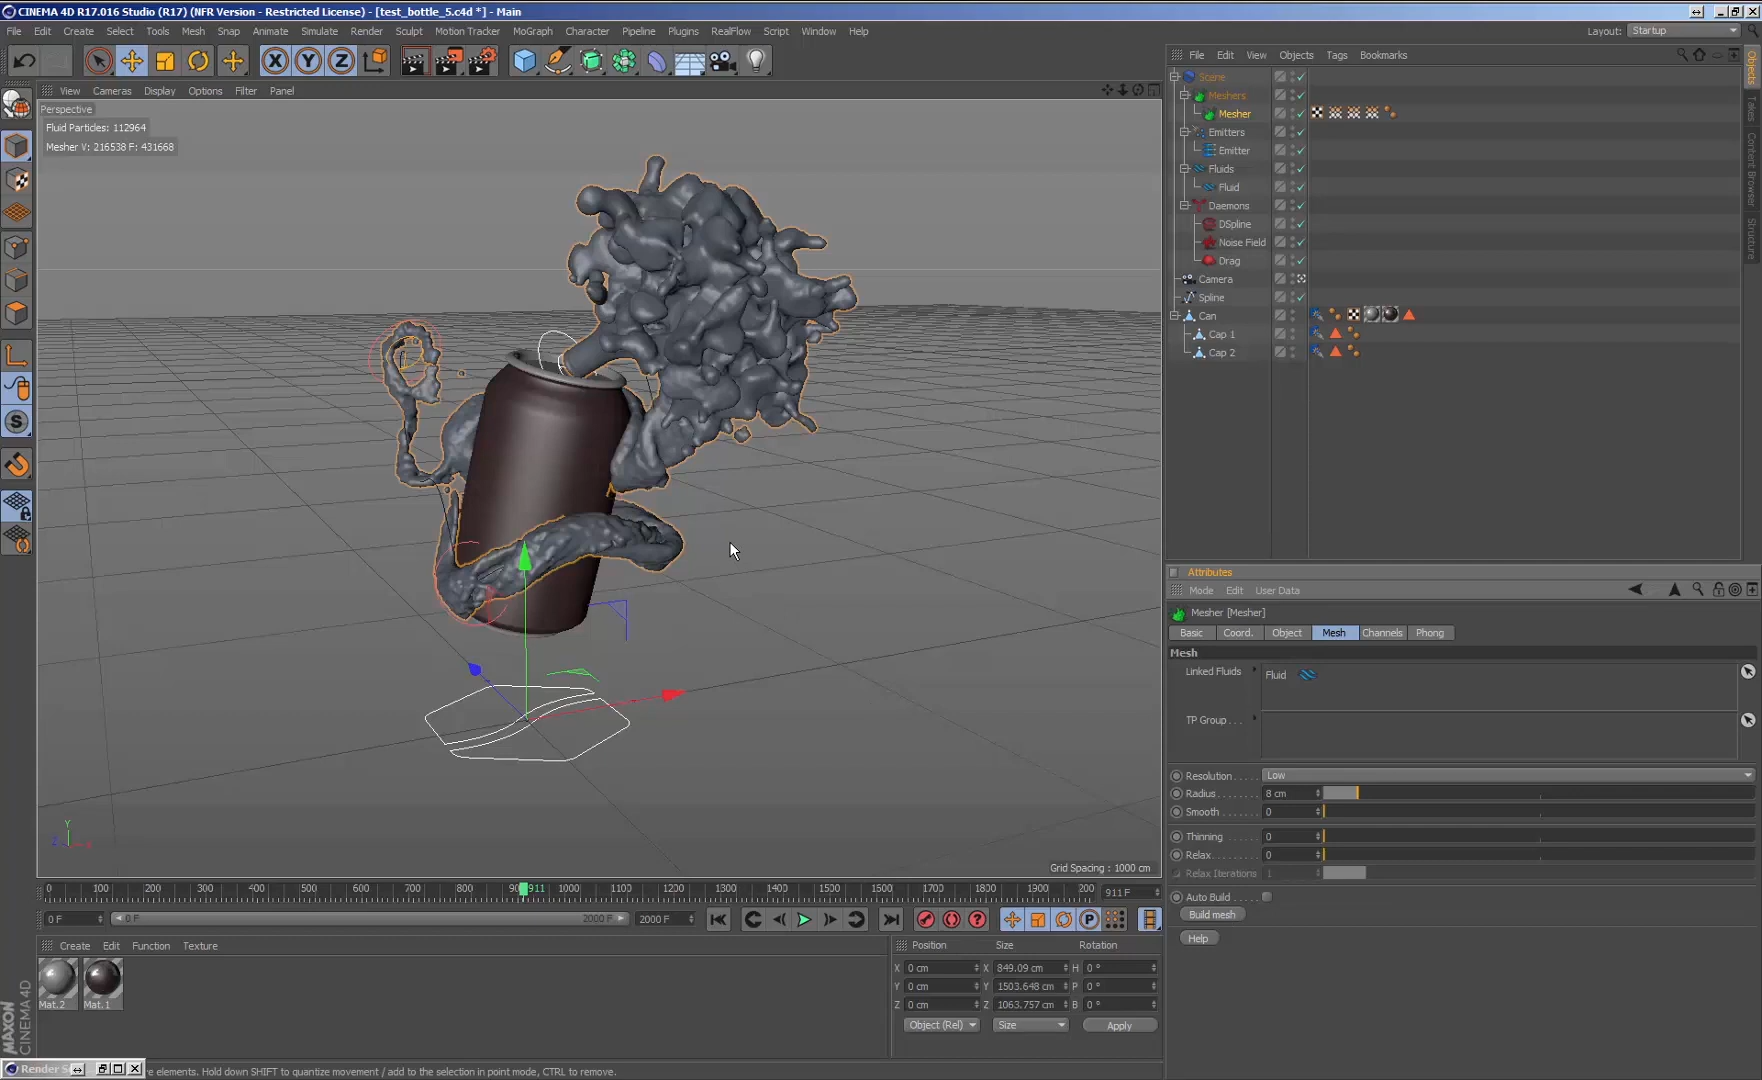 CINEMA 4D R17.016 Studio (R17) (NFR Version - Restricted License) - [test_bottle_5.c4d *] - Main
File Edit Create Select Tools Mesh Snap Animate Simulate Render Sculpt Motion Tracker MoGraph Character Pipeline Plugins RealFlow Script Window Help
Layout: Startup
File Edit View Objects Tags Bookmarks
View Cameras Display Options Filter Panel
Perspective
Fluid Particles: 112964
Mesher V: 216538 F: 431668
Scene
Meshers
Mesher
Emitters
Emitter
Fluids
Fluid
Daemons
DSpline
Noise Field
Drag
Camera
Spline
Can
Cap 1
Cap 2
Objects
Takes
Content Browser
Structure
Attributes
Mode Edit User Data
Mesher [Mesher]
Basic Coord. Object Mesh Channels Phong
Mesh
Linked Fluids Fluid
TP Group . . .
Resolution . . . . Low
Radius . . . . . . . 8 cm
Smooth . . . . . . 0
Thinning . . . . . 0
Relax . . . . . . . . 0
Relax Iterations 1
Auto Build . . . .
Build mesh
Help
Y
Z X
Grid Spacing : 1000 cm
0 100 200 300 400 500 600 700 800 90 911 1000 1100 1200 1300 1400 1500 1600 1700 1800 1900 200 911 F
0 F 0 F 2000 F 2000 F
Create Edit Function Texture
Mat.2 Mat.1
Position Size Rotation
X 0 cm X 849.09 cm H 0 °
Y 0 cm Y 1503.648 cm P 0 °
Z 0 cm Z 1063.757 cm B 0 °
Object (Rel) Size Apply
MAXON
CINEMA 4D
Render S
e elements. Hold down SHIFT to quantize movement / add to the selection in point mode, CTRL to remove.